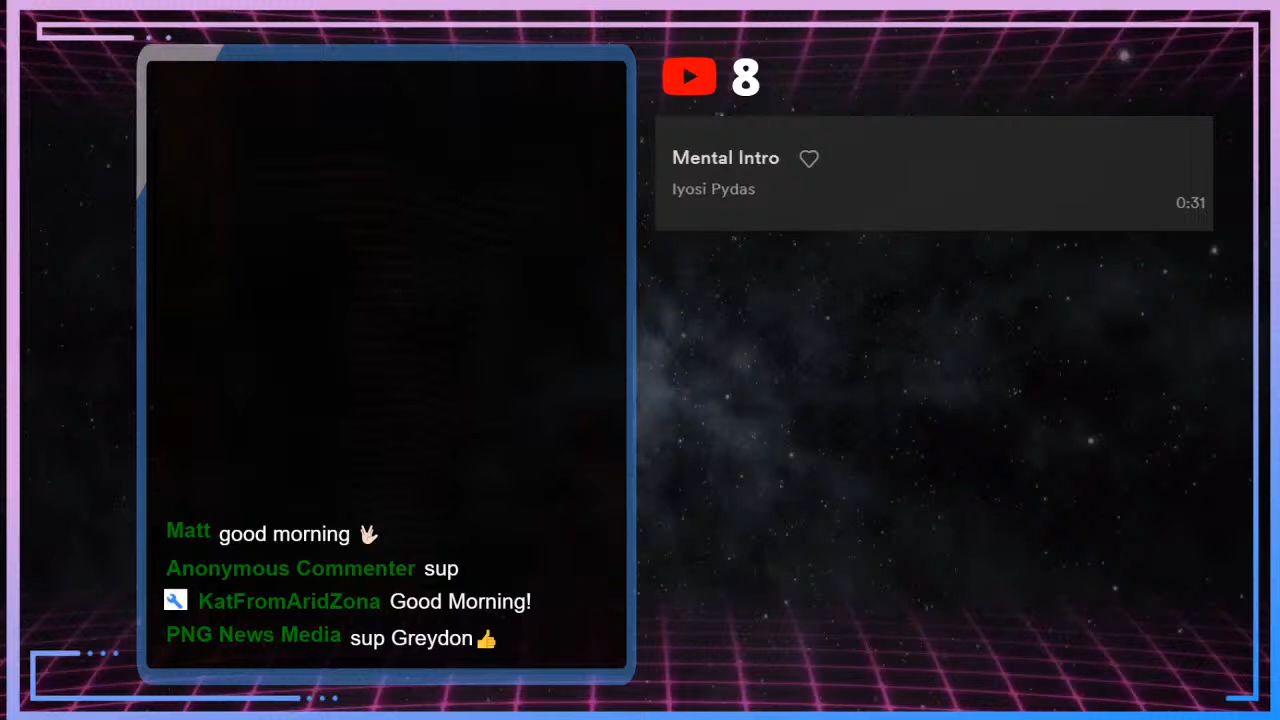 8
Mental Intro
Iyosi Pydas
0:31
Matt good morning 🖖🏻
Anonymous Commenter sup
KatFromAridZona Good Morning!
PNG News Media sup Greydon👍